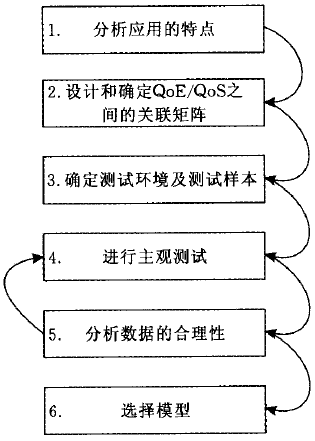 1. 分析应用的特点
2.设计和确定QoE/QoS之
间的关联矩阵
3.确定测试环境及测试样本
4. 进行主观测试
5. 分析数据的合理性
6. 选择模型